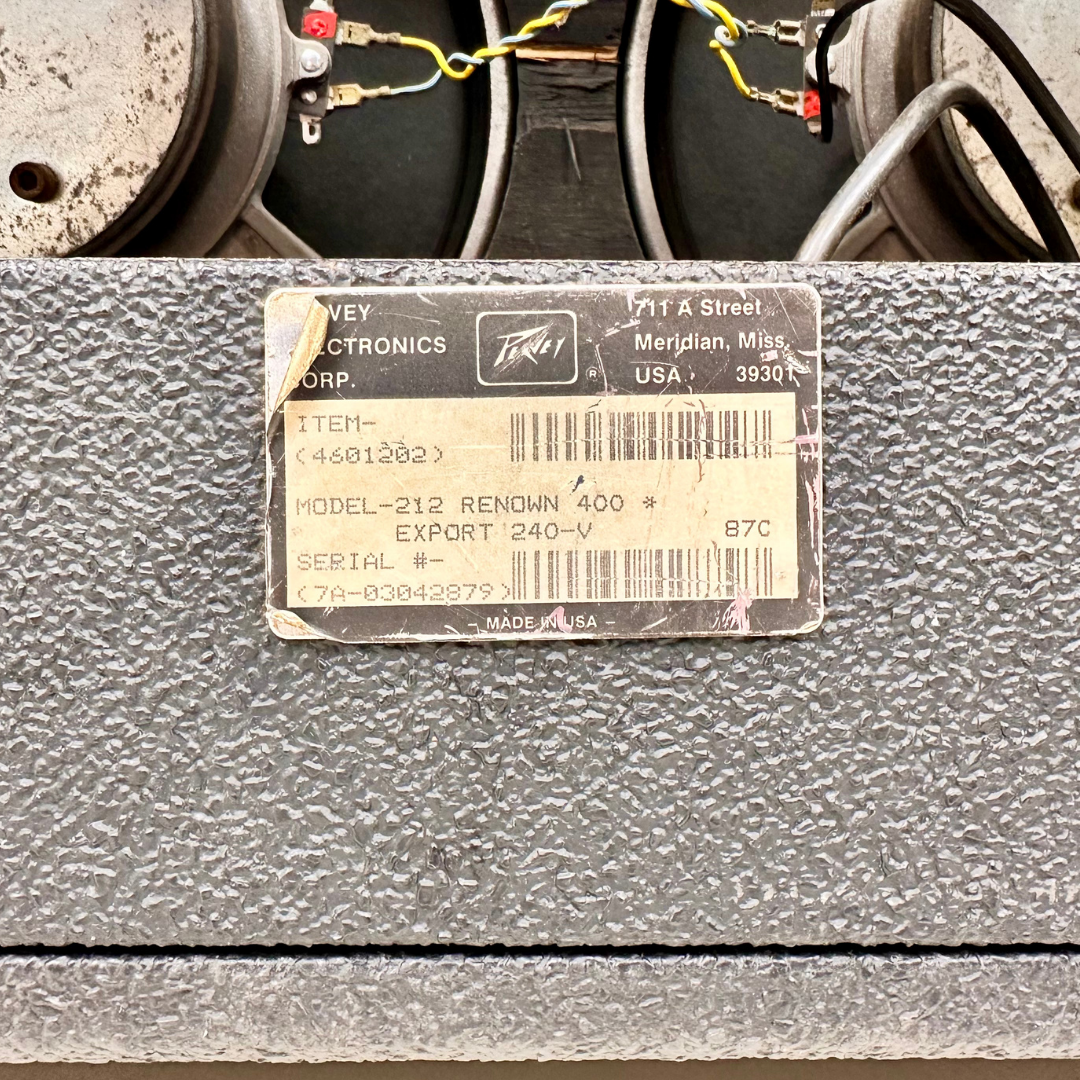 VEY
CTRONICS
ORP.
PEAVEY
®
711 A Street
Meridian, Miss.
USA 39301
ITEM-
(4601202)
MODEL-212 RENOWN 400 *
EXPORT 240-V 87C
SERIAL #-
(7A-03042879)
- MADE IN USA -